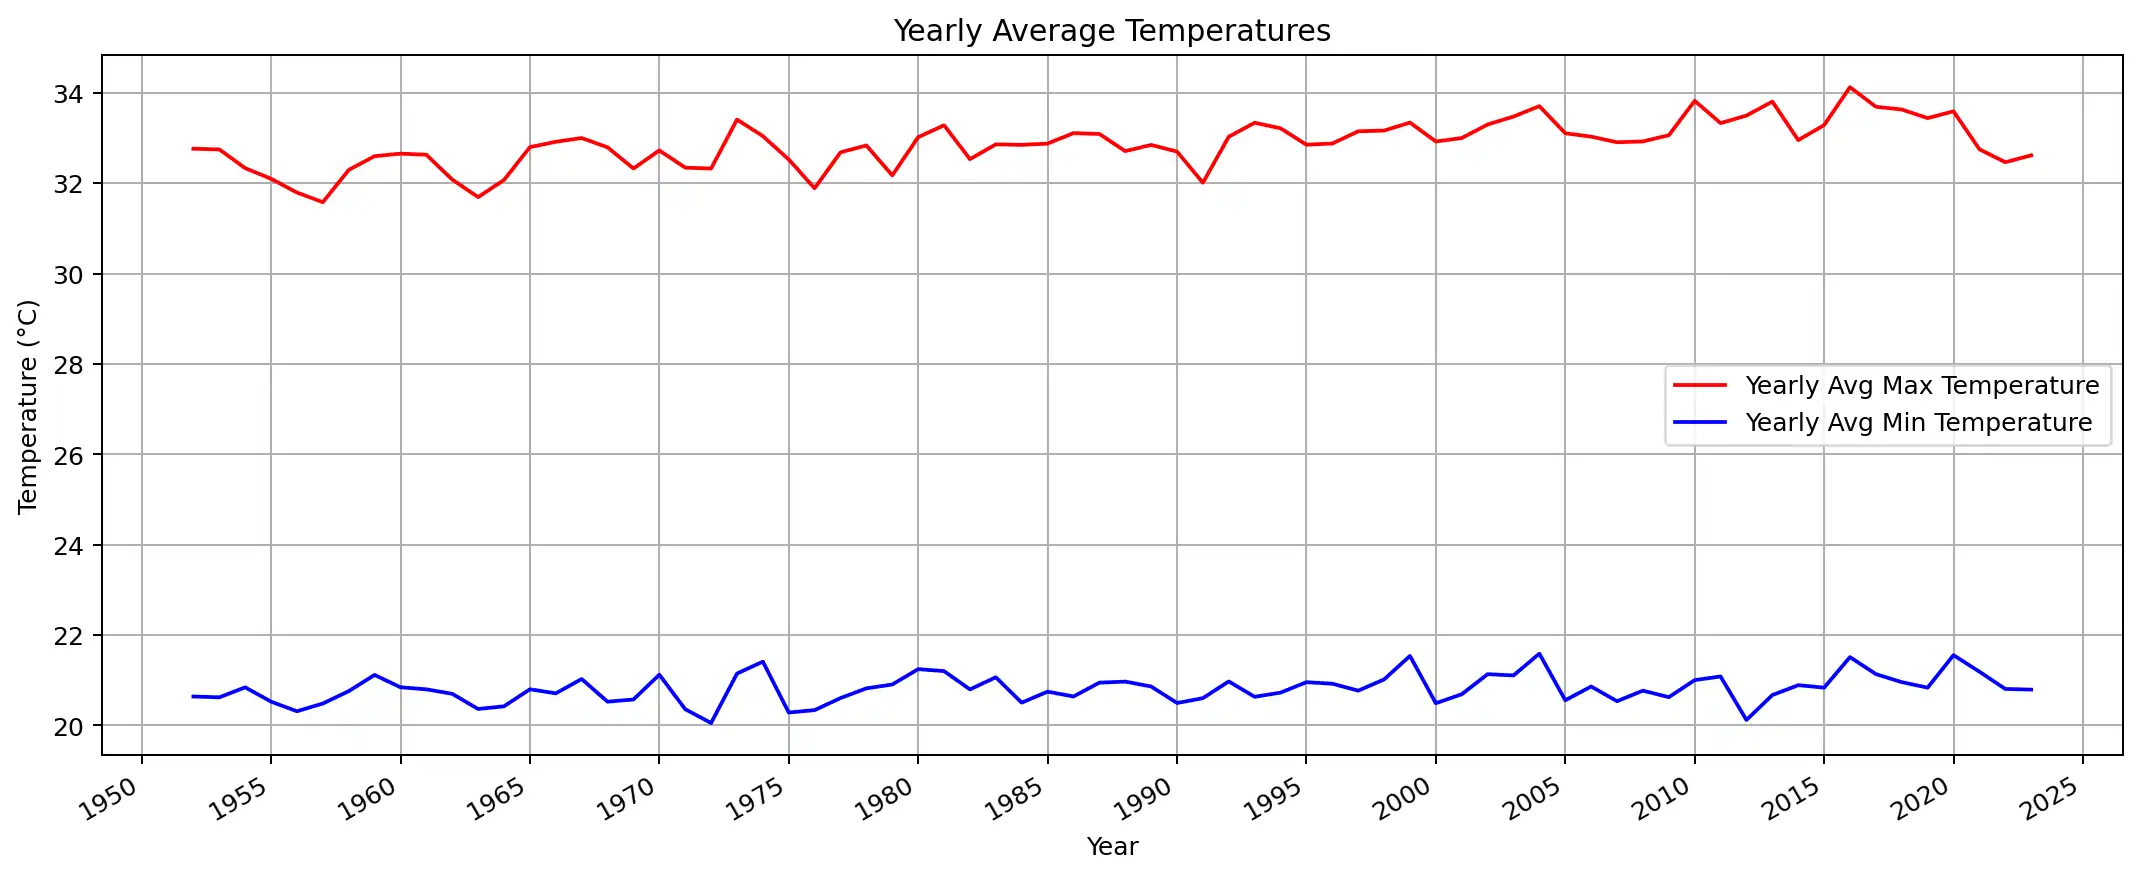 Yearly Average Temperatures
34
32
30
28
26
24
22
20
Temperature (°C)
Yearly Avg Max Temperature
Yearly Avg Min Temperature
1950 1955 1960 1965 1970 1975 1980 1985 1990 1995 2000 2005 2010 2015 2020 2025
Year